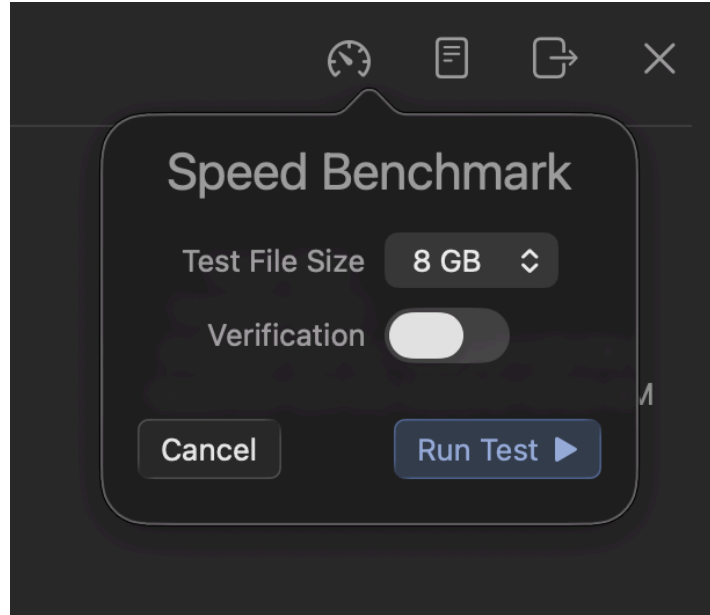 Speed Benchmark
Test File Size 8 GB
Verification
M
Cancel Run Test